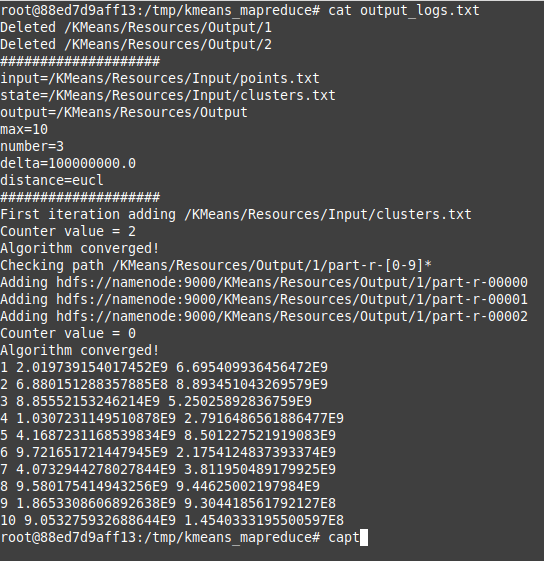 root@88ed7d9aff13:/tmp/kmeans_mapreduce# cat output_logs.txt
Deleted /KMeans/Resources/Output/1
Deleted /KMeans/Resources/Output/2
####################
input=/KMeans/Resources/Input/points.txt
state=/KMeans/Resources/Input/clusters.txt
output=/KMeans/Resources/Output
max=10
number=3
delta=100000000.0
distance=eucl
####################
First iteration adding /KMeans/Resources/Input/clusters.txt
Counter value = 2
Algorithm converged!
Checking path /KMeans/Resources/Output/1/part-r-[0-9]*
Adding hdfs://namenode:9000/KMeans/Resources/Output/1/part-r-00000
Adding hdfs://namenode:9000/KMeans/Resources/Output/1/part-r-00001
Adding hdfs://namenode:9000/KMeans/Resources/Output/1/part-r-00002
Counter value = 0
Algorithm converged!
1 2.019739154017452E9 6.695409936456472E9
2 6.880151288357885E8 8.893451043269579E9
3 8.85552153246214E9 5.25025892836759E9
4 1.0307231149510878E9 2.7916486561886477E9
5 4.1687231168539834E9 8.501227521919083E9
6 9.721651721447945E9 2.1754124837393374E9
7 4.0732944278027844E9 3.811950489179925E9
8 9.580175414943256E9 9.44625002197984E9
9 1.8653308606892638E9 9.304418561792127E8
10 9.053275932688644E9 1.4540333195500597E8
root@88ed7d9aff13:/tmp/kmeans_mapreduce# capt